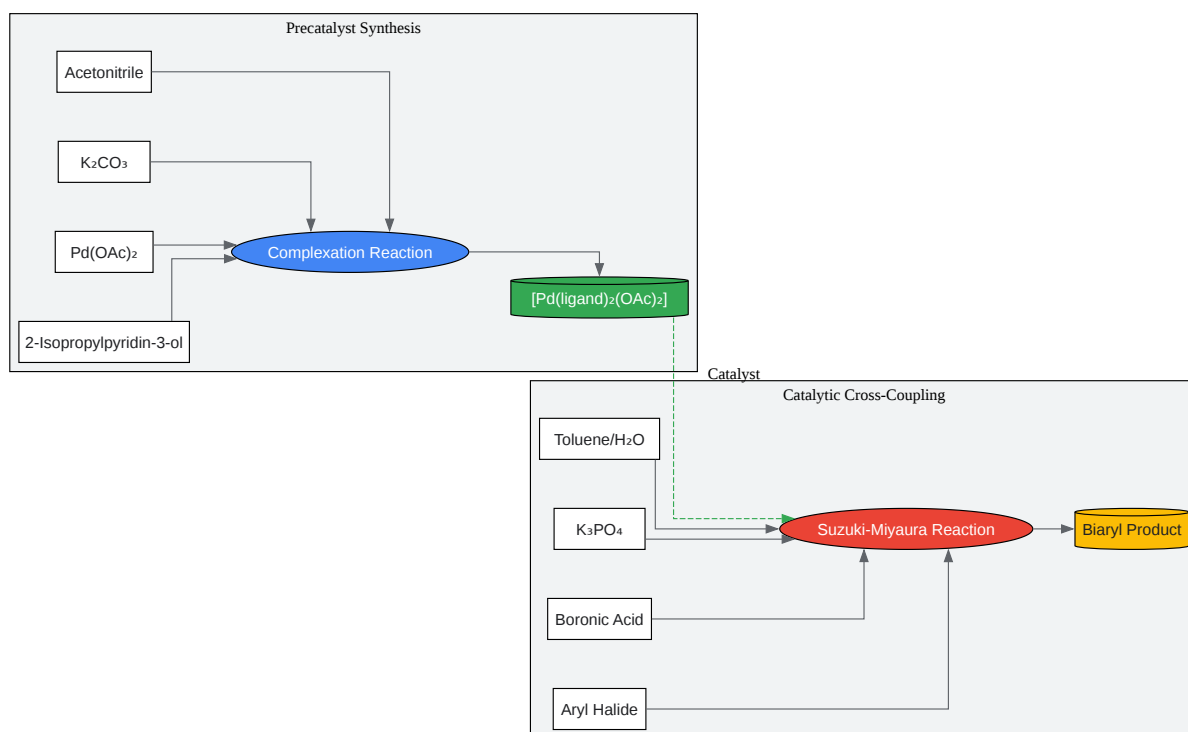 Precatalyst Synthesis
Acetonitrile
K₂CO₃
Pd(OAc)₂
Complexation Reaction
[Pd(ligand)₂(OAc)₂]
2-Isopropylpyridin-3-ol
Catalyst
Catalytic Cross-Coupling
Toluene/H₂O
K₃PO₄
Suzuki-Miyaura Reaction
Biaryl Product
Boronic Acid
Aryl Halide